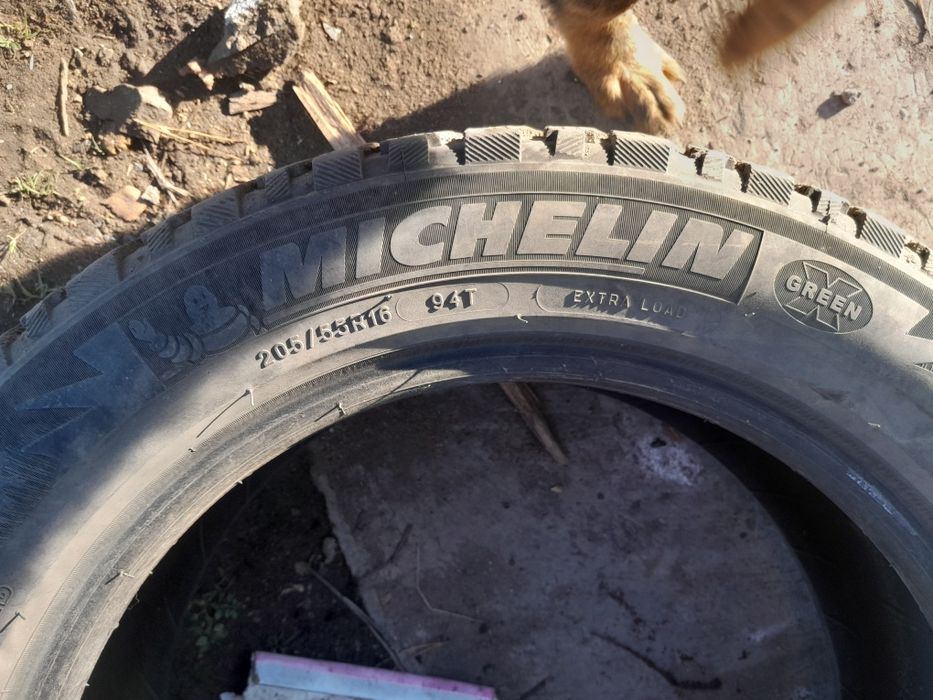 MICHELIN
205/55R16 94T EXTRA LOAD
GREEN X